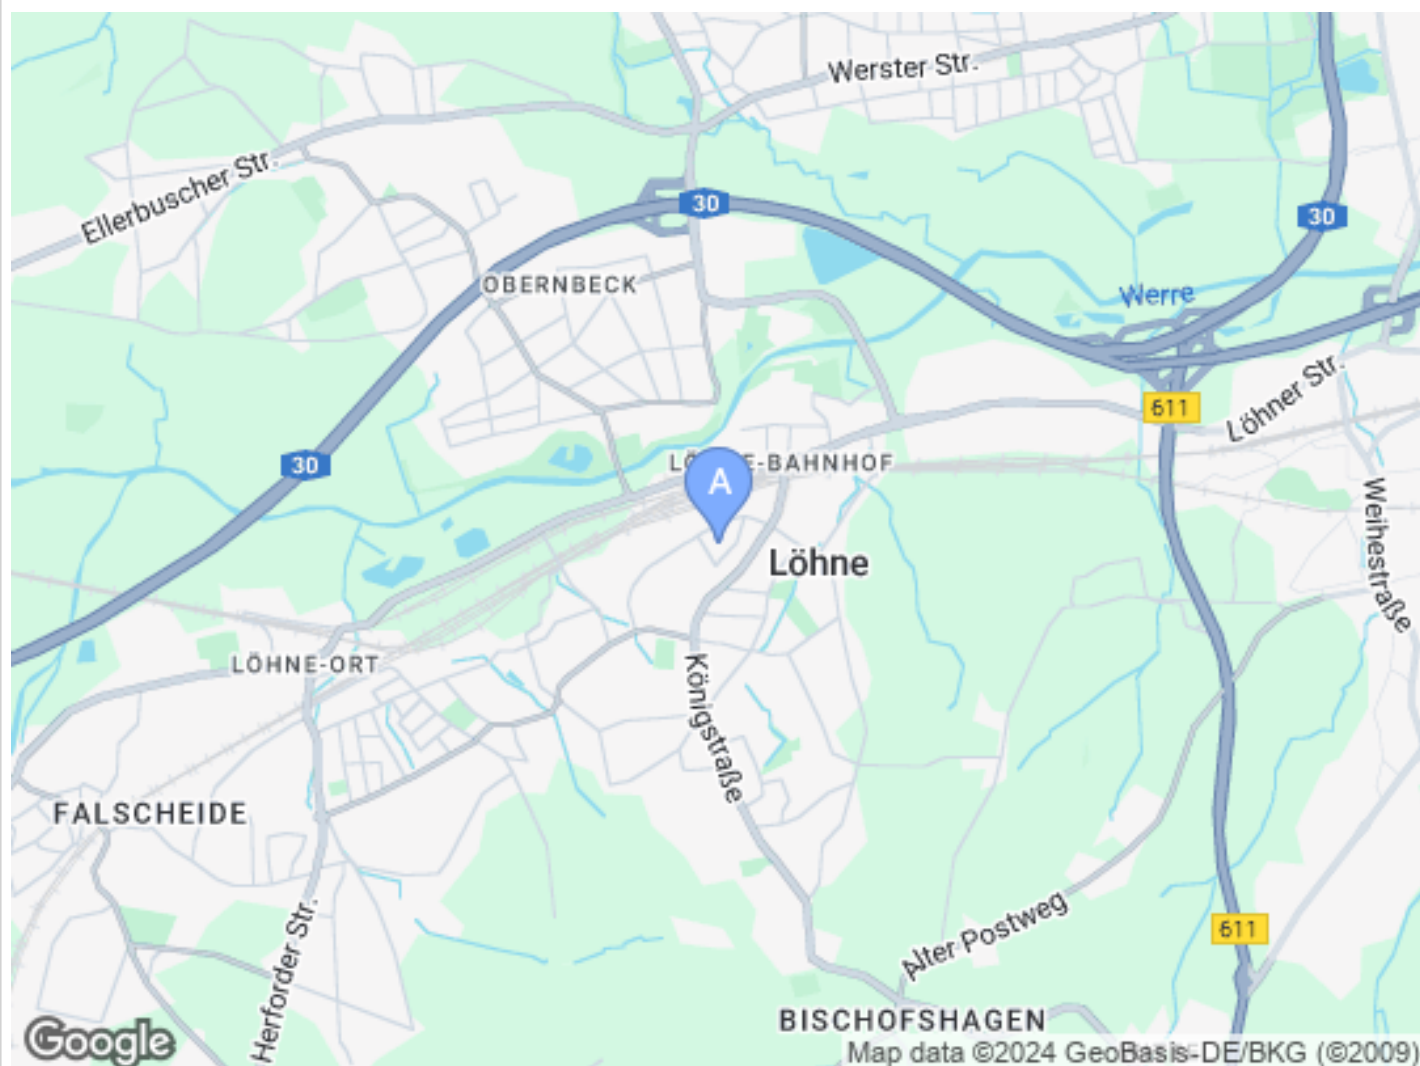 Werster Str.
Ellerbuscher Str.
30
30
OBERNBECK
Werre
611
Löhner Str.
30
A
Löhne
Weihestraße
LÖHNE-ORT
Königstraße
FALSCHEIDE
Herforder Str.
Alter Postweg
611
BISCHOFSHAGEN
Google
Map data ©2024 GeoBasis-DE/BKG (©2009)